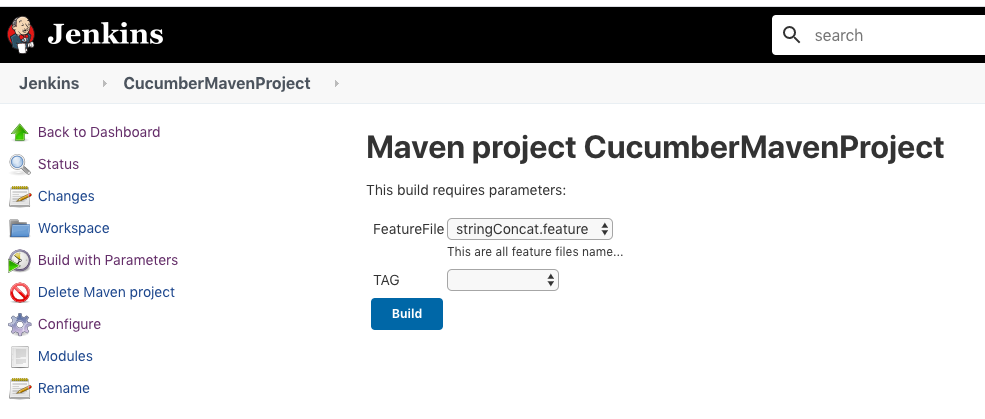 Jenkins
search
Jenkins
CucumberMavenProject
Back to Dashboard
Status
Changes
Workspace
Build with Parameters
Delete Maven project
Configure
Modules
Rename
Maven project CucumberMavenProject
This build requires parameters:
FeatureFile stringConcat.feature
This are all feature files name...
TAG
Build